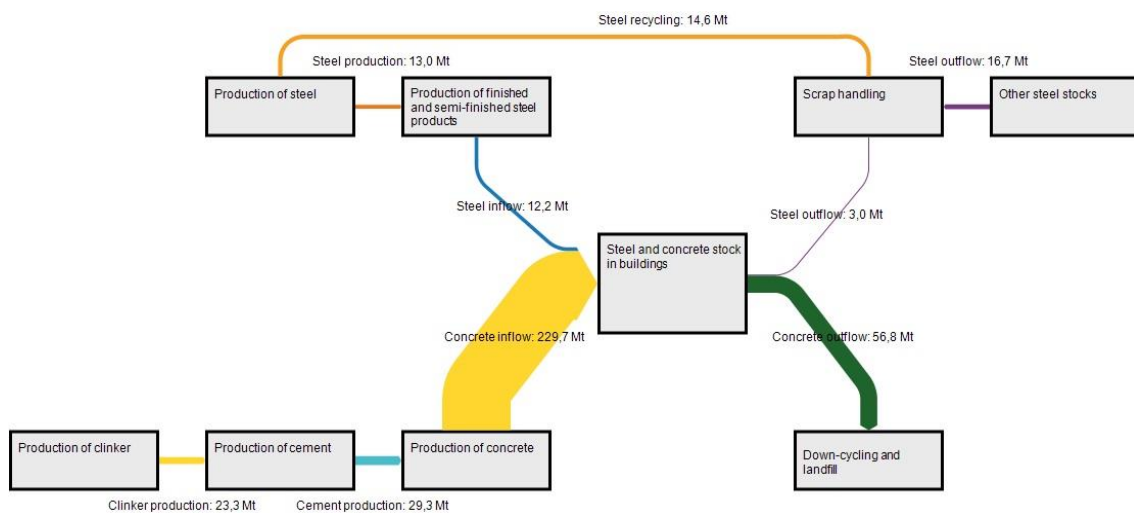 Steel recycling: 14,6 Mt
Steel production: 13,0 Mt
Steel outflow: 16,7 Mt
Production of steel
Production of finished
and semi-finished steel
products
Scrap handling
Other steel stocks
Steel inflow: 12,2 Mt
Steel outflow: 3,0 Mt
Steel and concrete stock
in buildings
Concrete inflow: 229,7 Mt
Concrete outflow: 56,8 Mt
Production of clinker
Production of cement
Production of concrete
Down-cycling and
landfill
Clinker production: 23,3 Mt
Cement production: 29,3 Mt